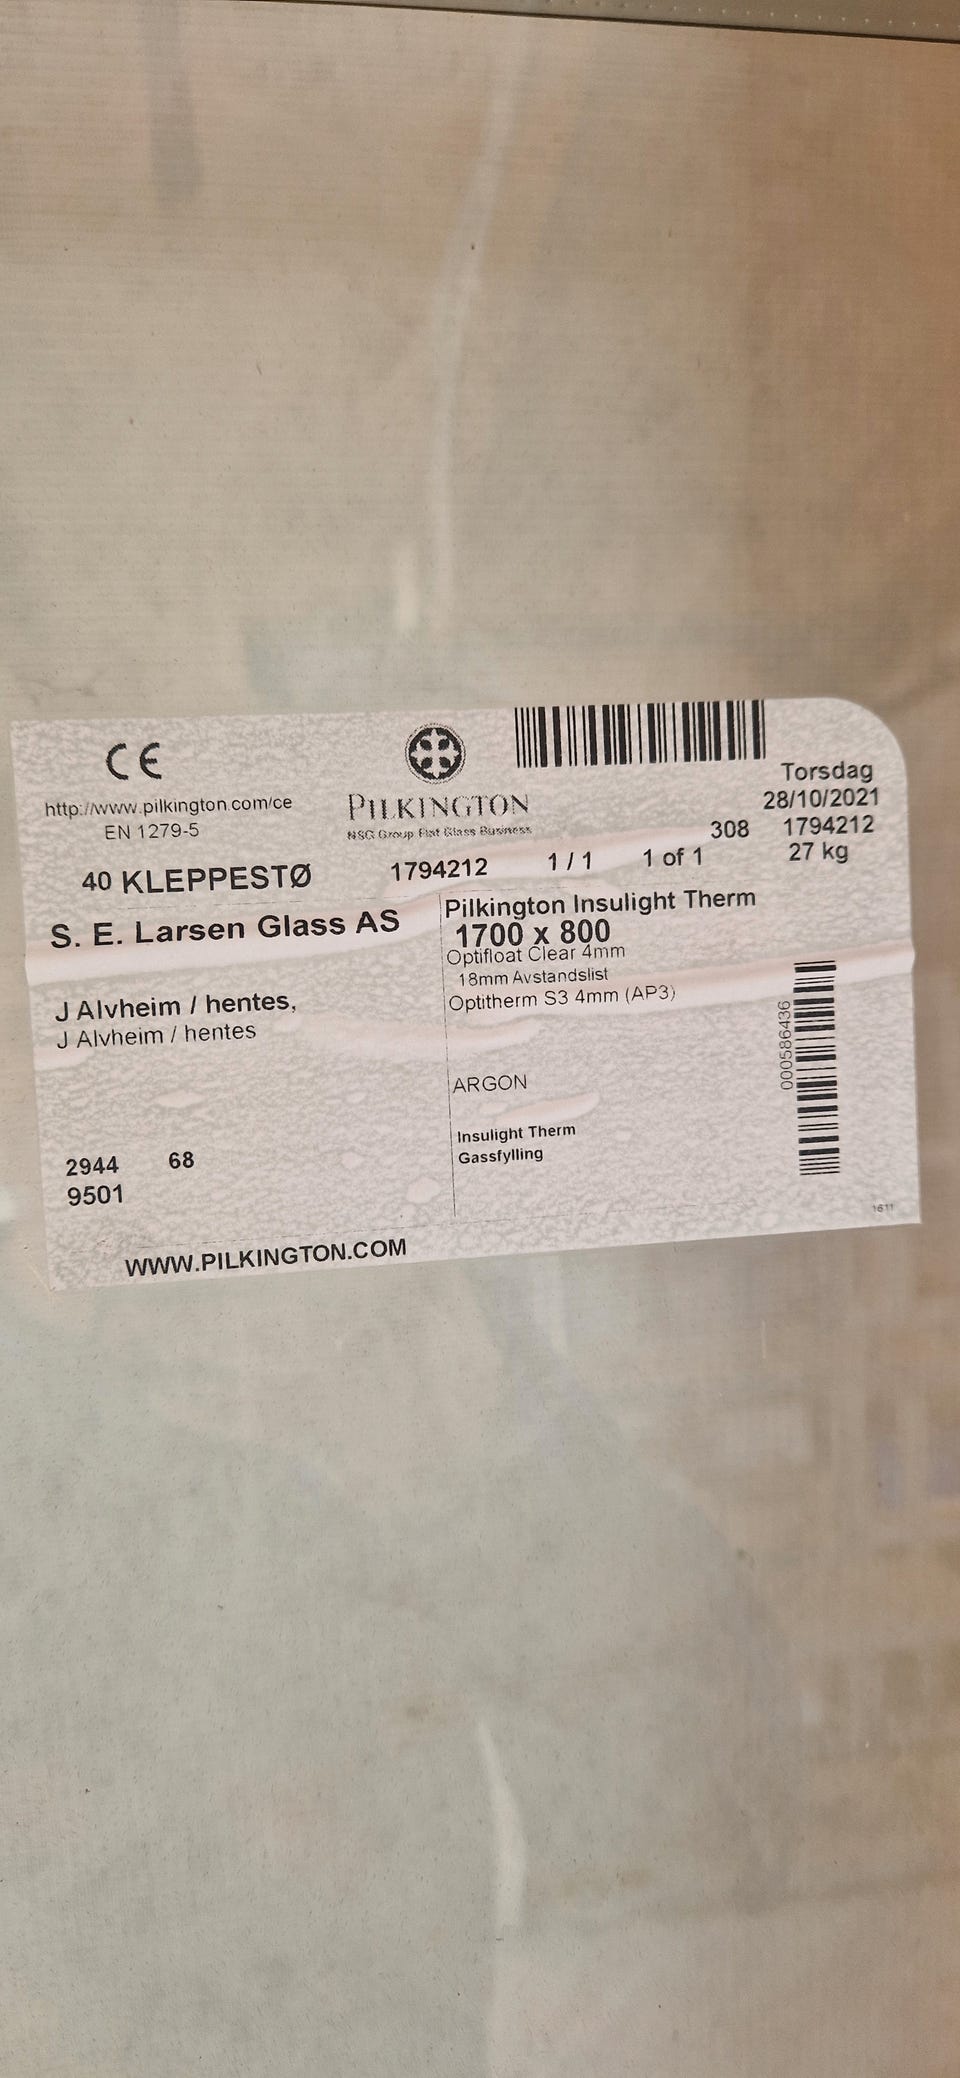 CE
http://www.pilkington.com/ce
EN 1279-5
PILKINGTON
NSG Group Flat Glass Business
Torsdag
28/10/2021
308 1794212
27 kg
40 KLEPPESTØ 1794212 1 / 1 1 of 1
S. E. Larsen Glass AS
J Alvheim / hentes,
J Alvheim / hentes
2944 68
9501
Pilkington Insulight Therm
1700 x 800
Optifloat Clear 4mm
18mm Avstandslist
Optitherm S3 4mm (AP3)
ARGON
Insulight Therm
Gassfylling
000586436
1611
WWW.PILKINGTON.COM